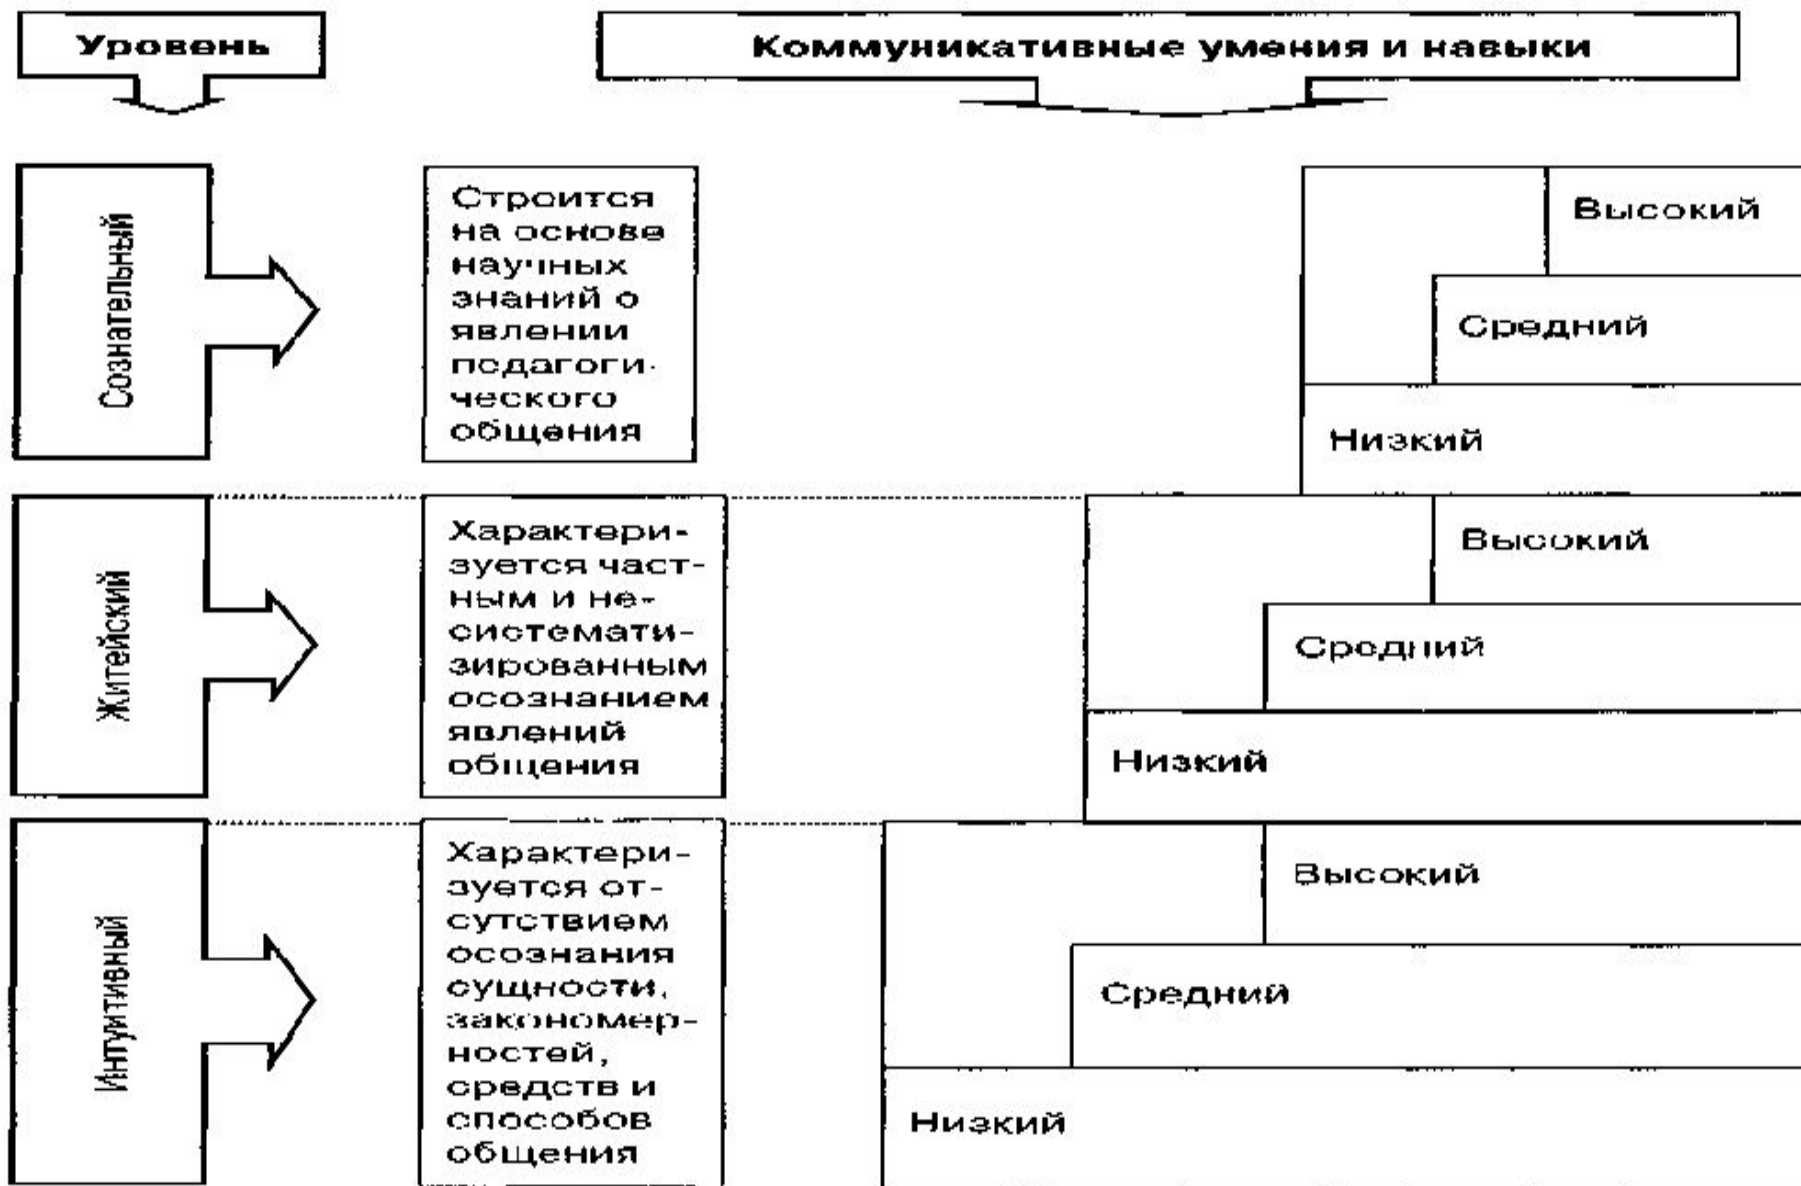 Уровень
Коммуникативные умения и навыки
Сознательный
Строится
на основе
научных
знаний о
явлении
педагоги-
ческого
общения
Высокий
Средний
Низкий
Житейский
Характери-
зуется част-
ным и не-
системати-
зированным
осознанием
явлений
общения
Высокий
Средний
Низкий
Интуитивный
Характери-
зуется от-
сутствием
осознания
сущности,
закономер-
ностей,
средств и
способов
общения
Высокий
Средний
Низкий